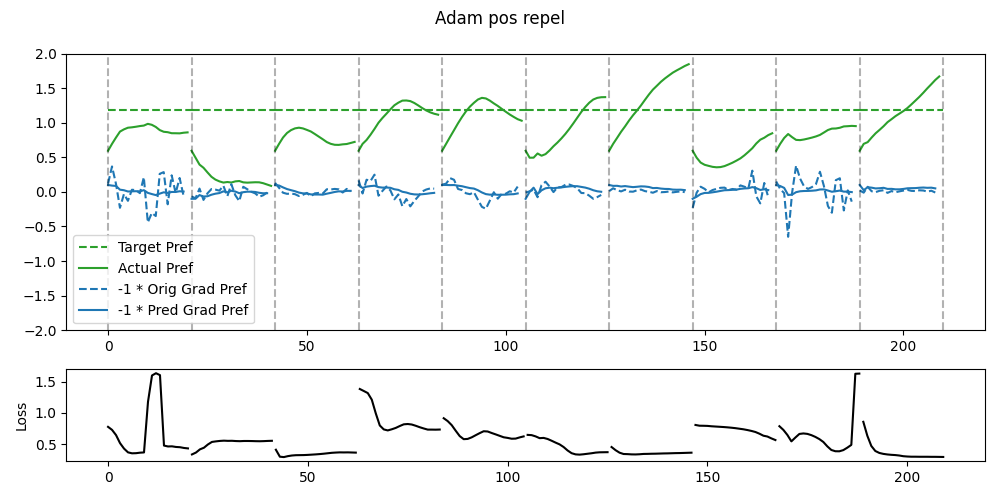 Adam pos repel
2.0
1.5
1.0
0.5
0.0
−0.5
−1.0
−1.5
−2.0
Target Pref
Actual Pref
-1 * Orig Grad Pref
-1 * Pred Grad Pref
0 50 100 150 200
Loss
1.5
1.0
0.5
0 50 100 150 200